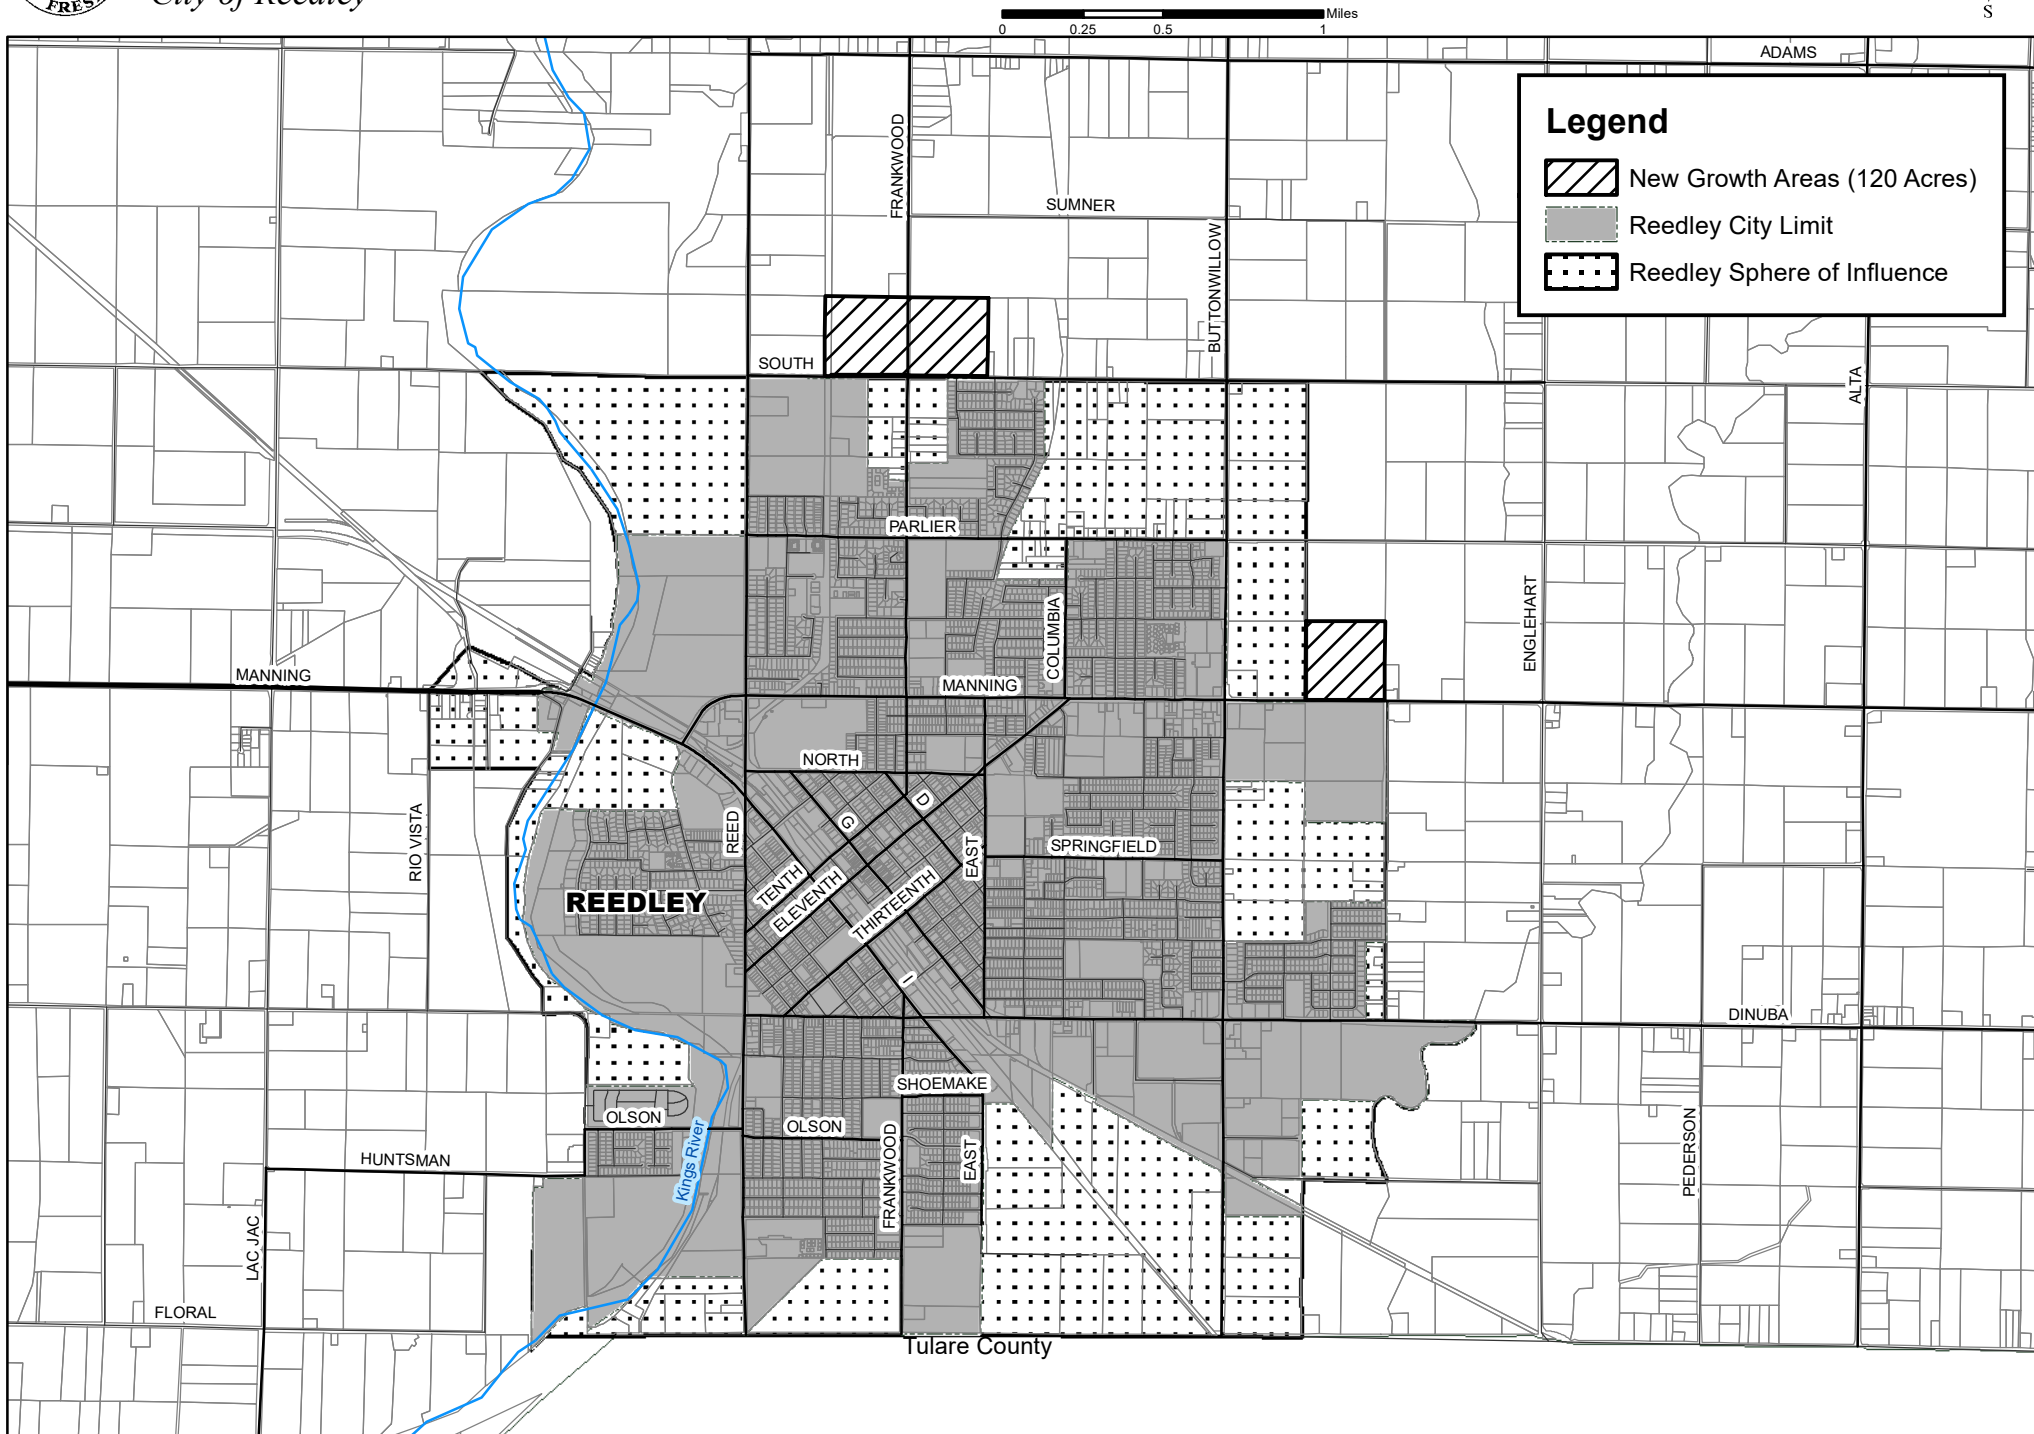 City of Reedley
FRES
Miles
0 0.25 0.5 1
S
ADAMS
Legend
New Growth Areas (120 Acres)
Reedley City Limit
Reedley Sphere of Influence
FRANKWOOD
SUMNER
BUTTONWILLOW
SOUTH
ALTA
PARLIER
COLUMBIA
ENGLEHART
MANNING
MANNING
NORTH
D
G
RIO VISTA
REED
EAST
SPRINGFIELD
TENTH
ELEVENTH
THIRTEENTH
REEDLEY
I
DINUBA
SHOEMAKE
OLSON
OLSON
HUNTSMAN
Kings River
FRANKWOOD
EAST
PEDERSON
LAC JAC
FLORAL
Tulare County